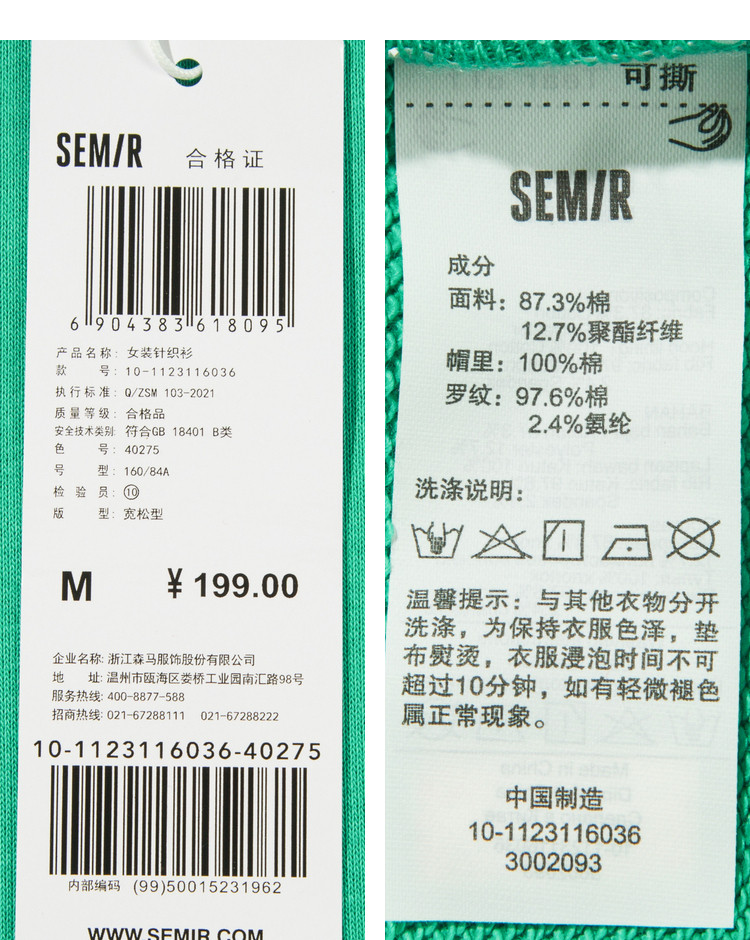 SEMIR 合格证
6 904383 618095
产品名称: 女装针织衫
款 号: 10-1123116036
执行标准: Q/ZSM 103-2021
质量等级: 合格品
安全技术类别: 符合GB 18401 B类
色 号: 40275
号 型: 160/84A
检 验 员: ⑩
版 型: 宽松型
M ¥ 199.00
企业名称: 浙江森马服饰股份有限公司
地 址: 温州市瓯海区娄桥工业园南汇路98号
服务热线: 400-8877-588
招商热线: 021-67288111 021-67288222
10-1123116036-40275
内部编码 (99)50015231962
WWW.SEMIR.COM
可撕
SEMIR
成分
面料: 87.3%棉
12.7%聚酯纤维
帽里: 100%棉
罗纹: 97.6%棉
2.4%氨纶
洗涤说明:
温馨提示: 与其他衣物分开
洗涤，为保持衣服色泽，垫
布熨烫，衣服浸泡时间不可
超过10分钟，如有轻微褪色
属正常现象。
中国制造
10-1123116036
3002093